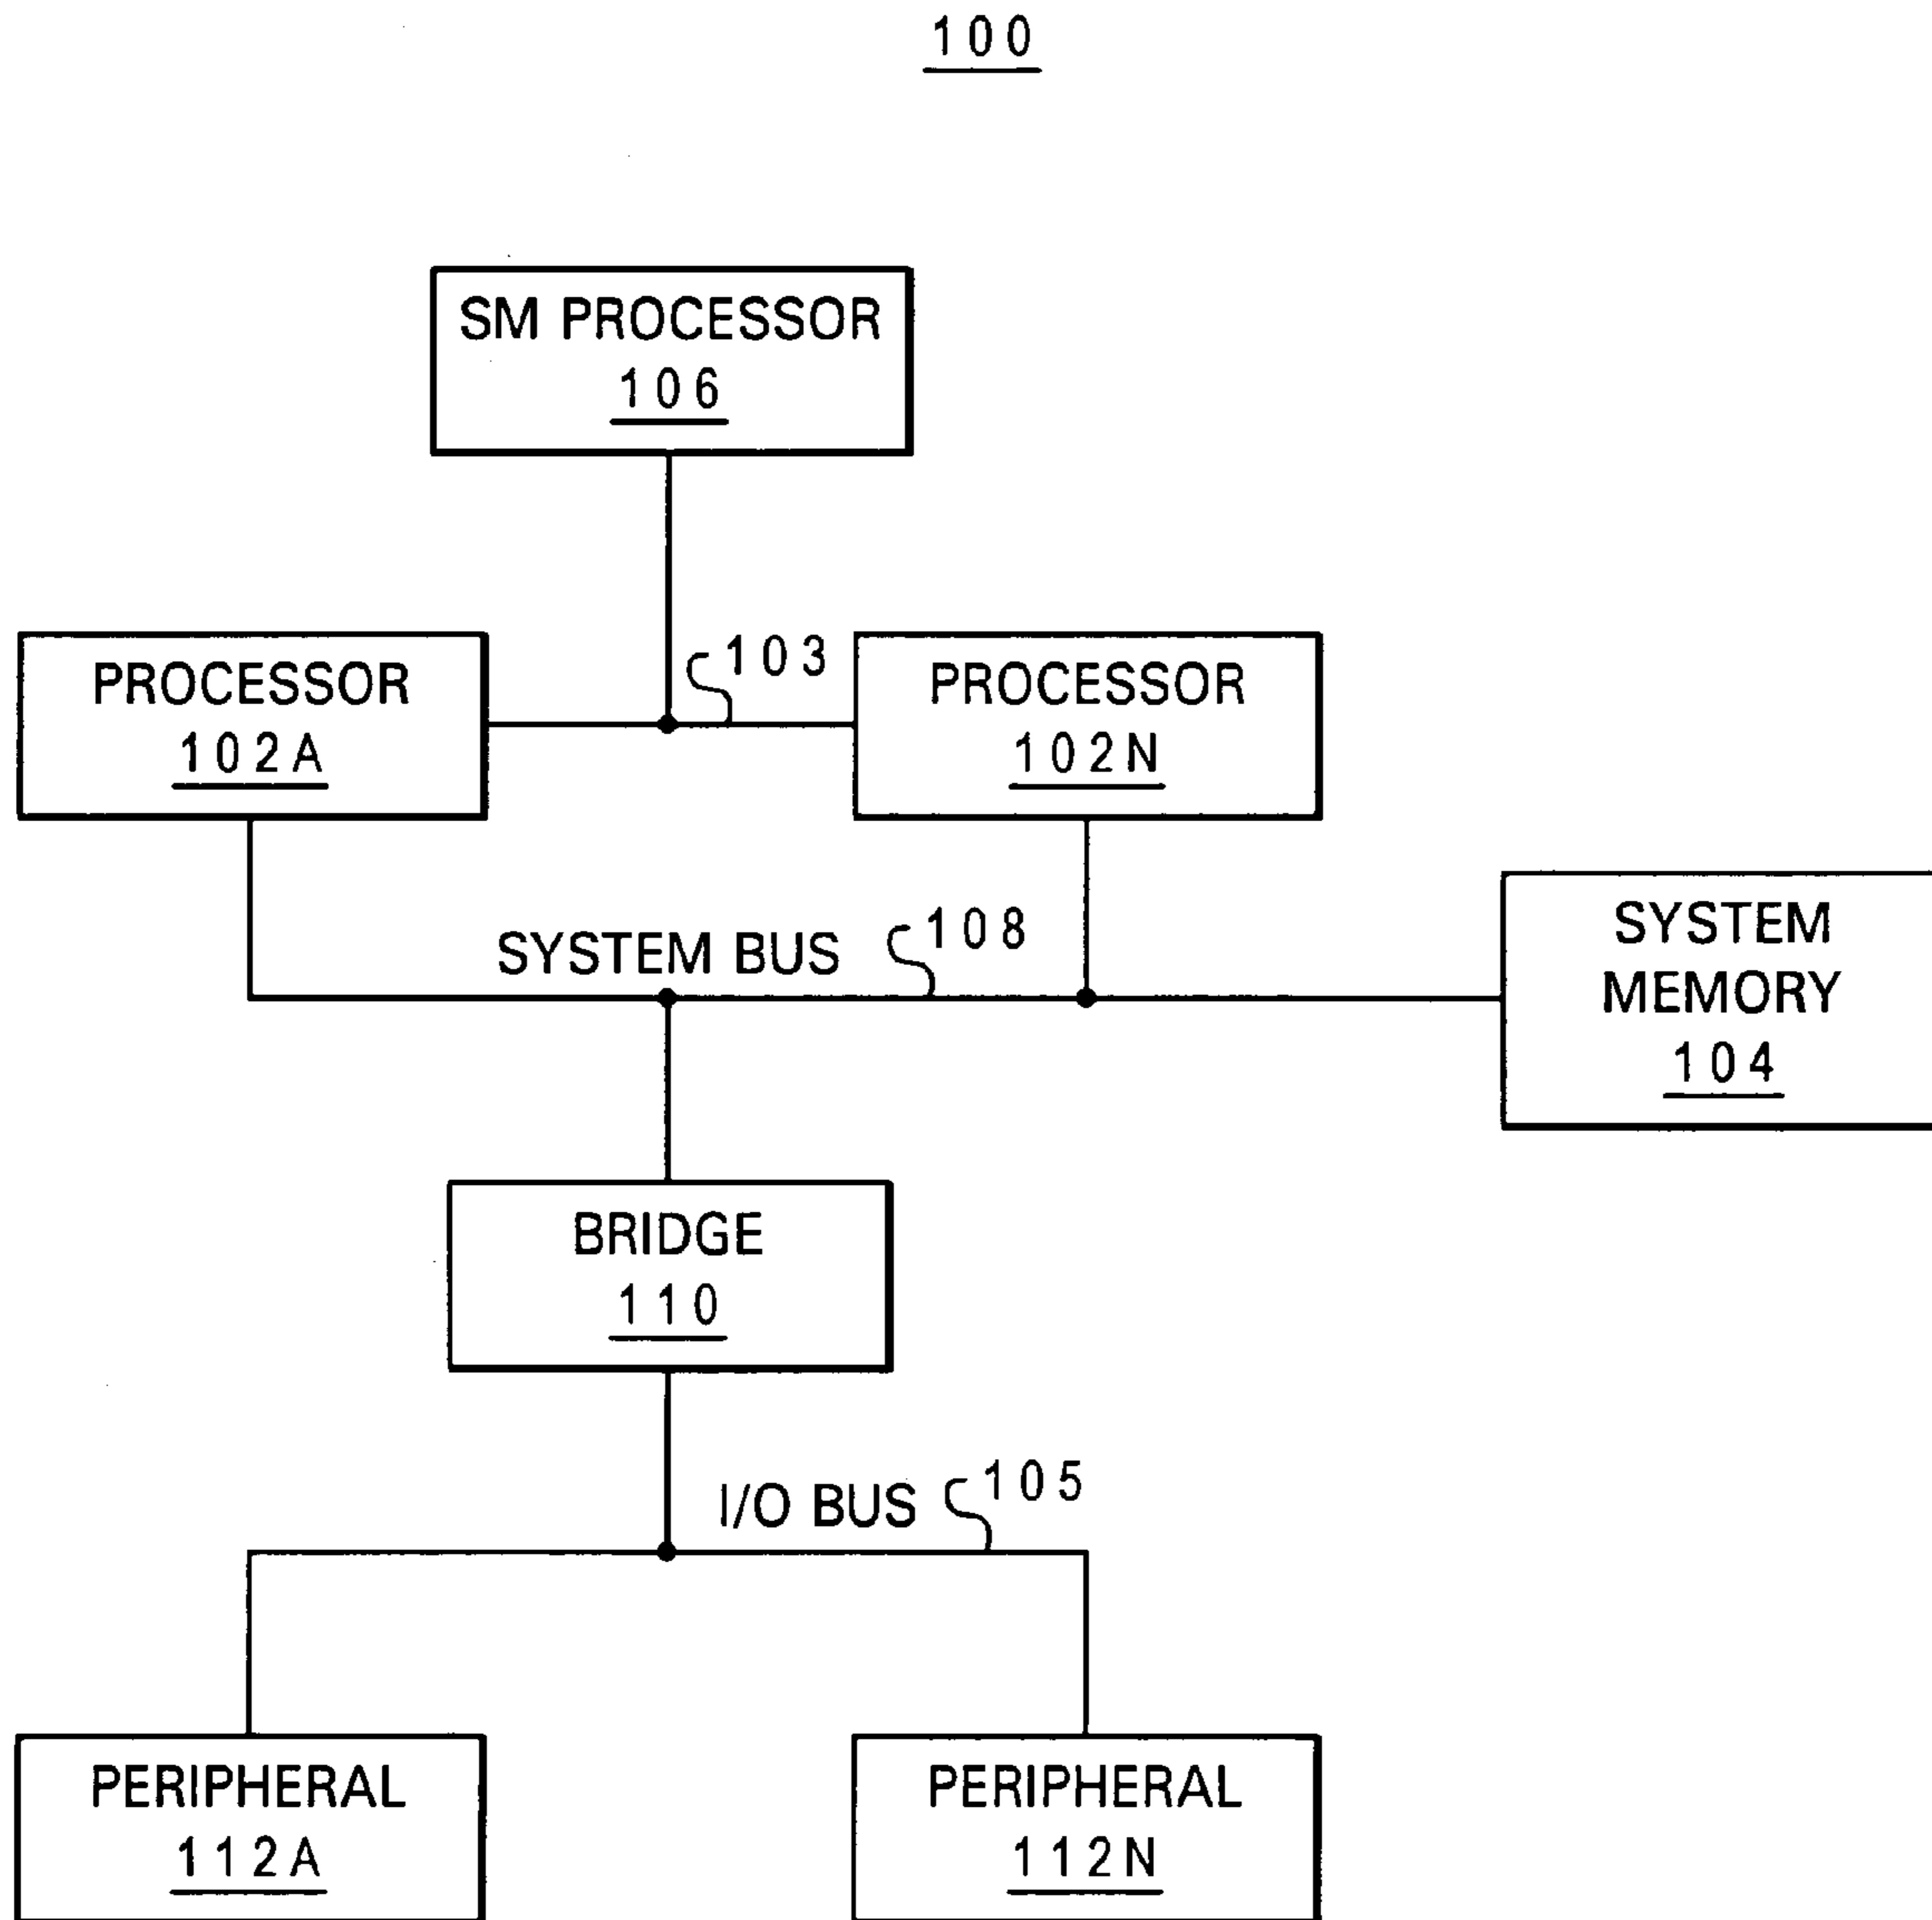 100
SM PROCESSOR
106
103
PROCESSOR
102A
PROCESSOR
102N
SYSTEM BUS
108
SYSTEM
MEMORY
104
BRIDGE
110
I/O BUS
105
PERIPHERAL
112A
PERIPHERAL
112N